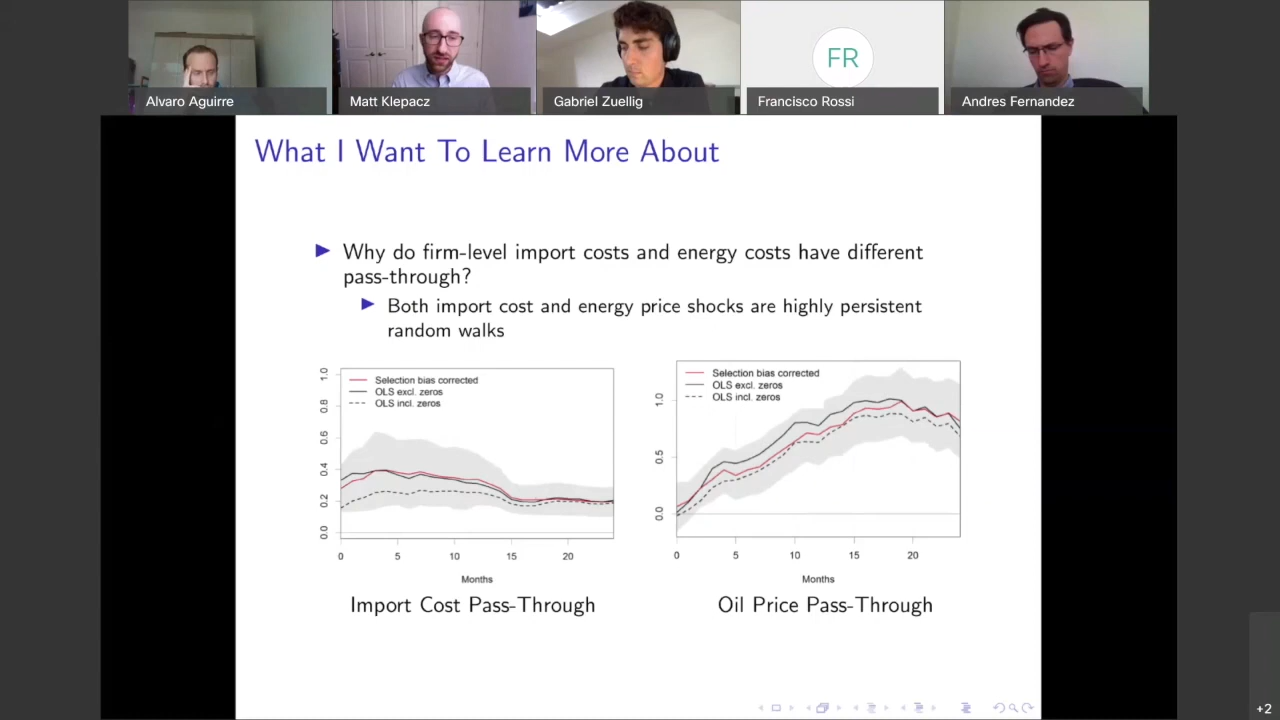 Alvaro Aguirre
Matt Klepacz
Gabriel Zuellig
FR
Francisco Rossi
Andres Fernandez
What I Want To Learn More About
Why do firm-level import costs and energy costs have different
pass-through?
Both import cost and energy price shocks are highly persistent
random walks
1.0
0.8
0.6
0.4
0.2
0.0
Selection bias corrected
OLS excl. zeros
OLS incl. zeros
0 5 10 15 20
Months
Import Cost Pass-Through
1.0
0.5
0.0
Selection bias corrected
OLS excl. zeros
OLS incl. zeros
0 5 10 15 20
Months
Oil Price Pass-Through
+2